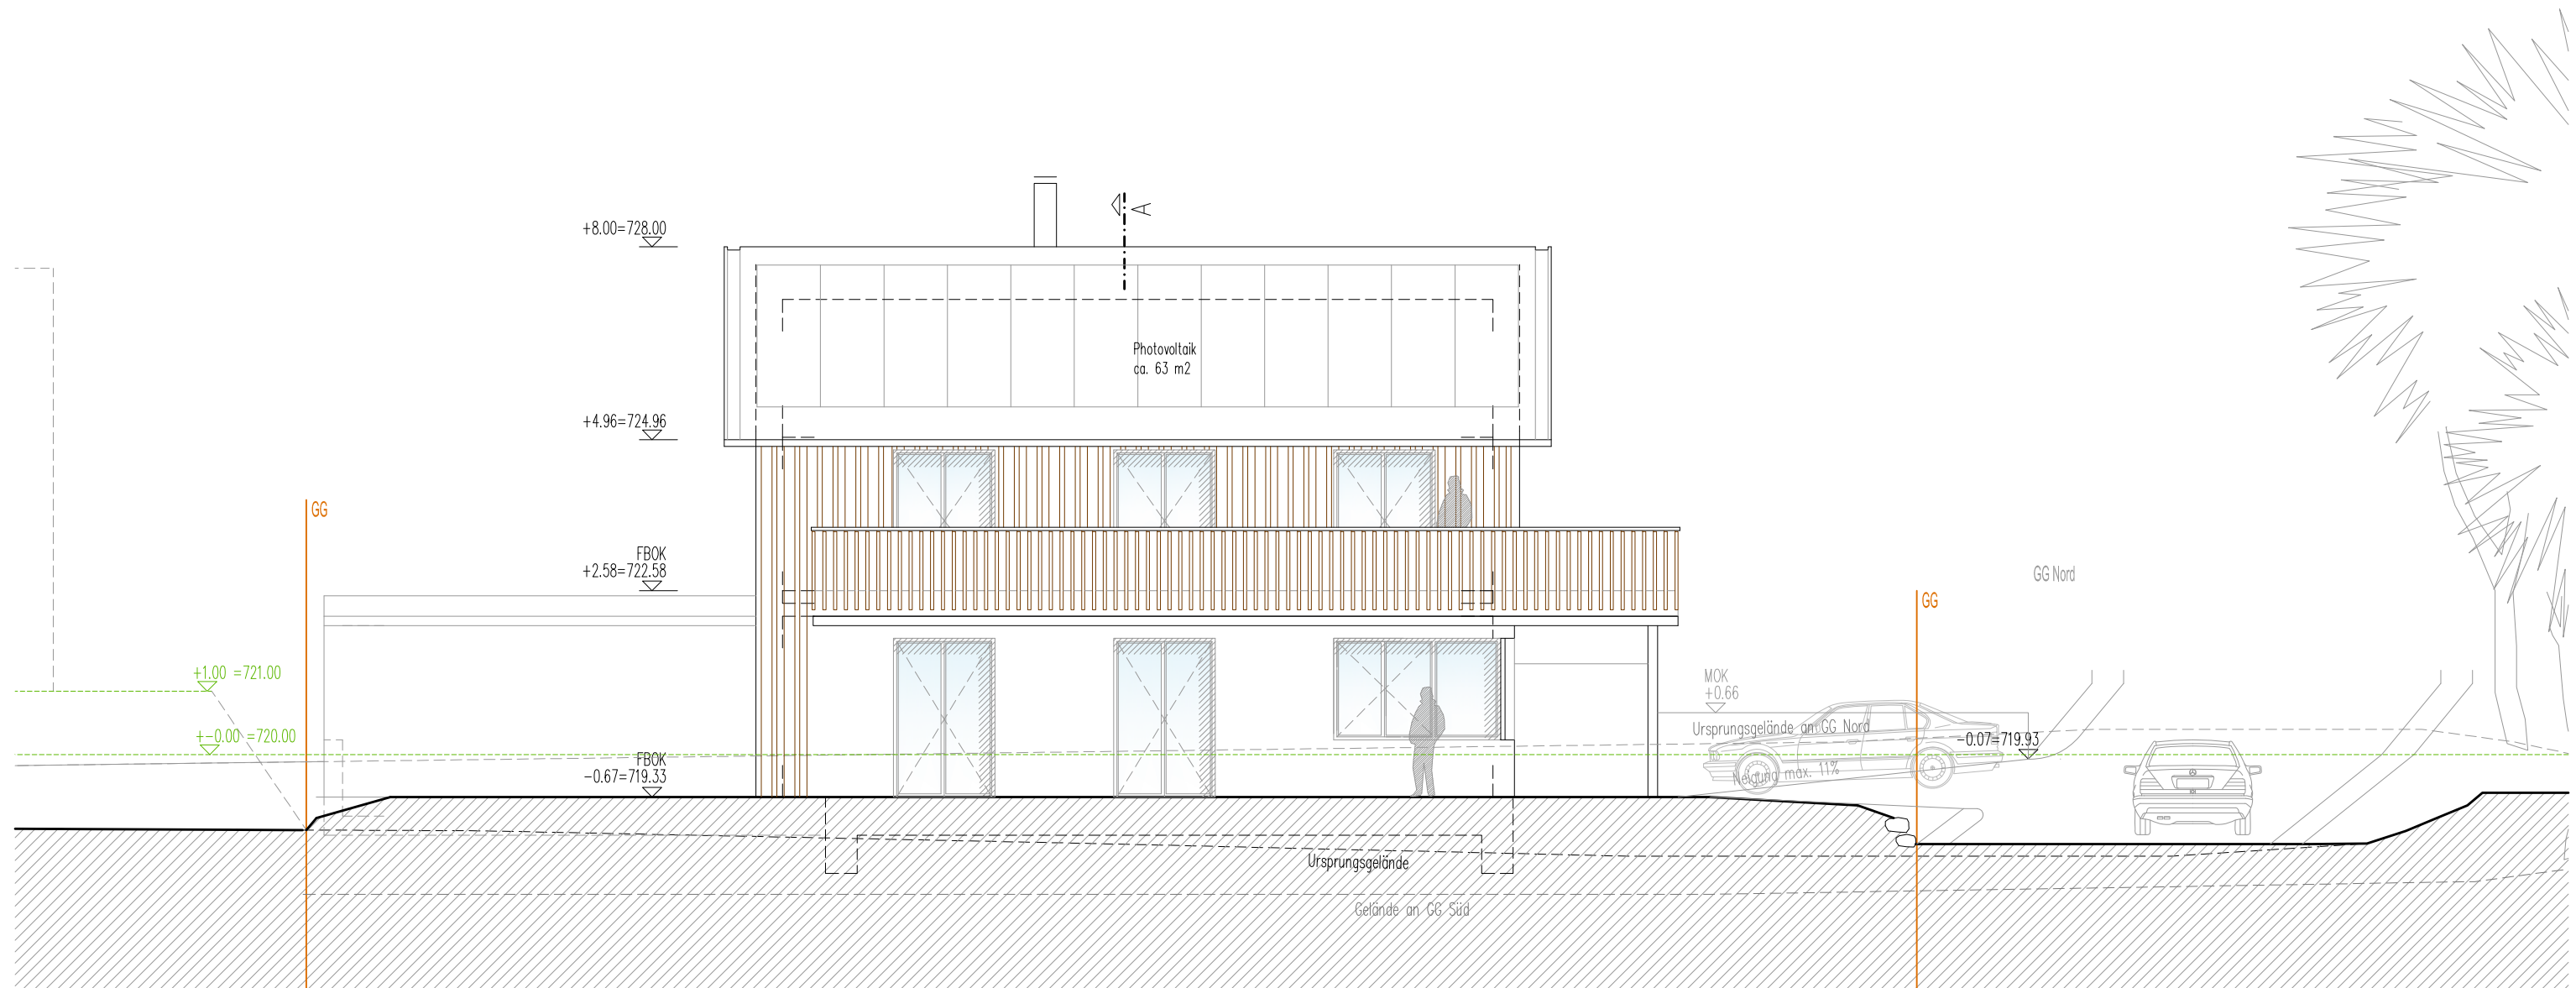 A
+8.00=728.00
Photovoltaik
ca. 63 m2
+4.96=724.96
GG
FBOK
+2.58=722.58
GG Nord
GG
+1.00 =721.00
MOK
+0.66
Ursprungsgelände an GG Nord
+-0.00 =720.00
-0.07=719.93
FBOK
-0.67=719.33
Neigung max. 11%
Ursprungsgelände
Gelände an GG Süd